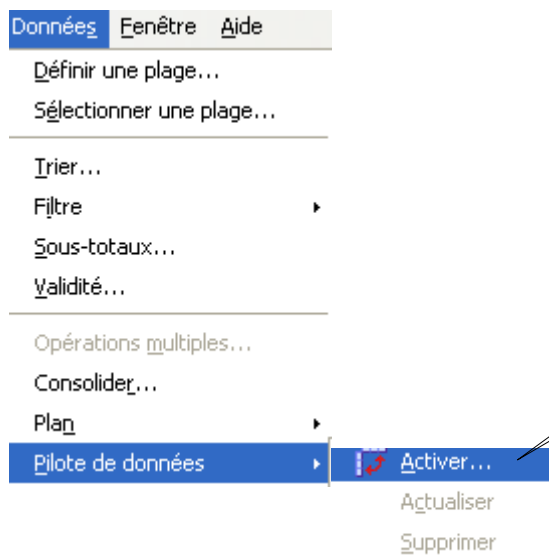 Données Fenêtre Aide
Définir une plage...
Sélectionner une plage...
Trier...
Filtre
Sous-totaux...
Validité...
Opérations multiples...
Consolider...
Plan
Pilote de données Activer...
Actualiser
Supprimer